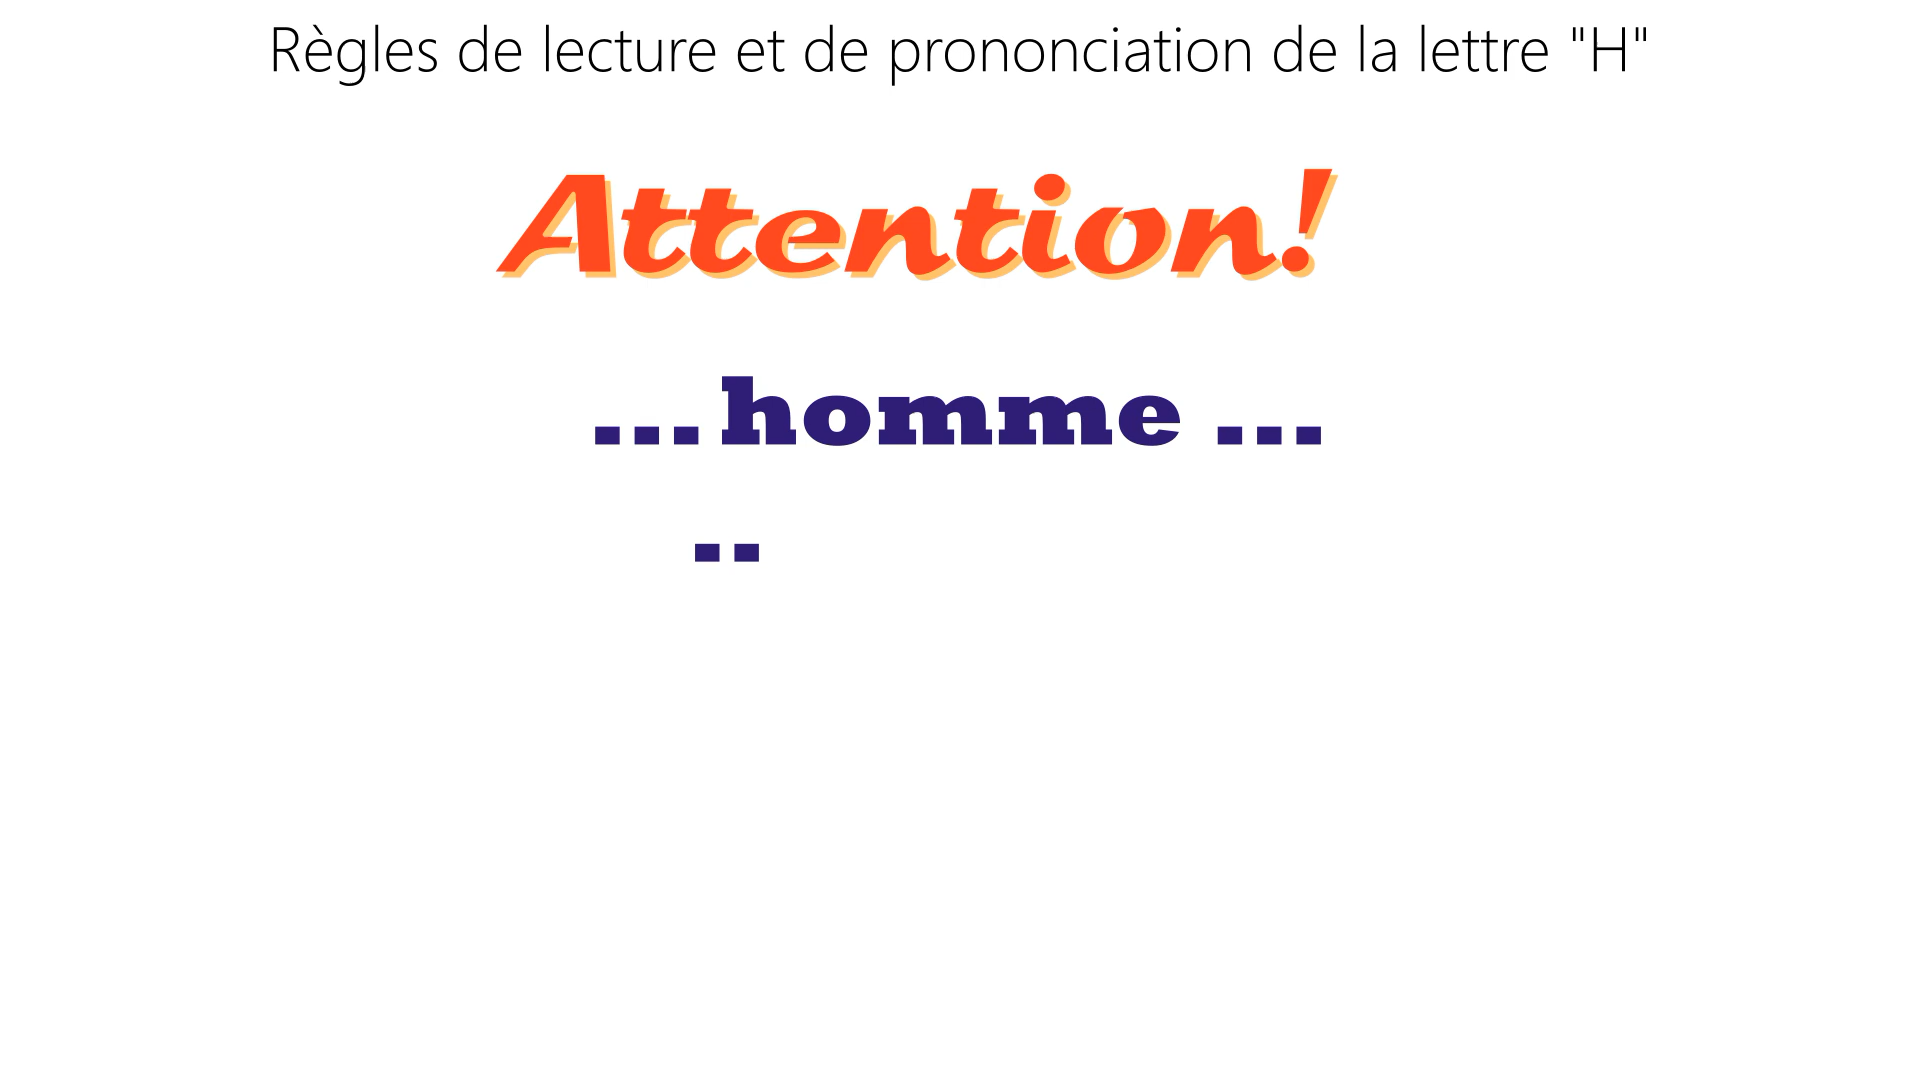 Règles de lecture et de prononciation de la lettre "H"
Attention!
... homme ...
..